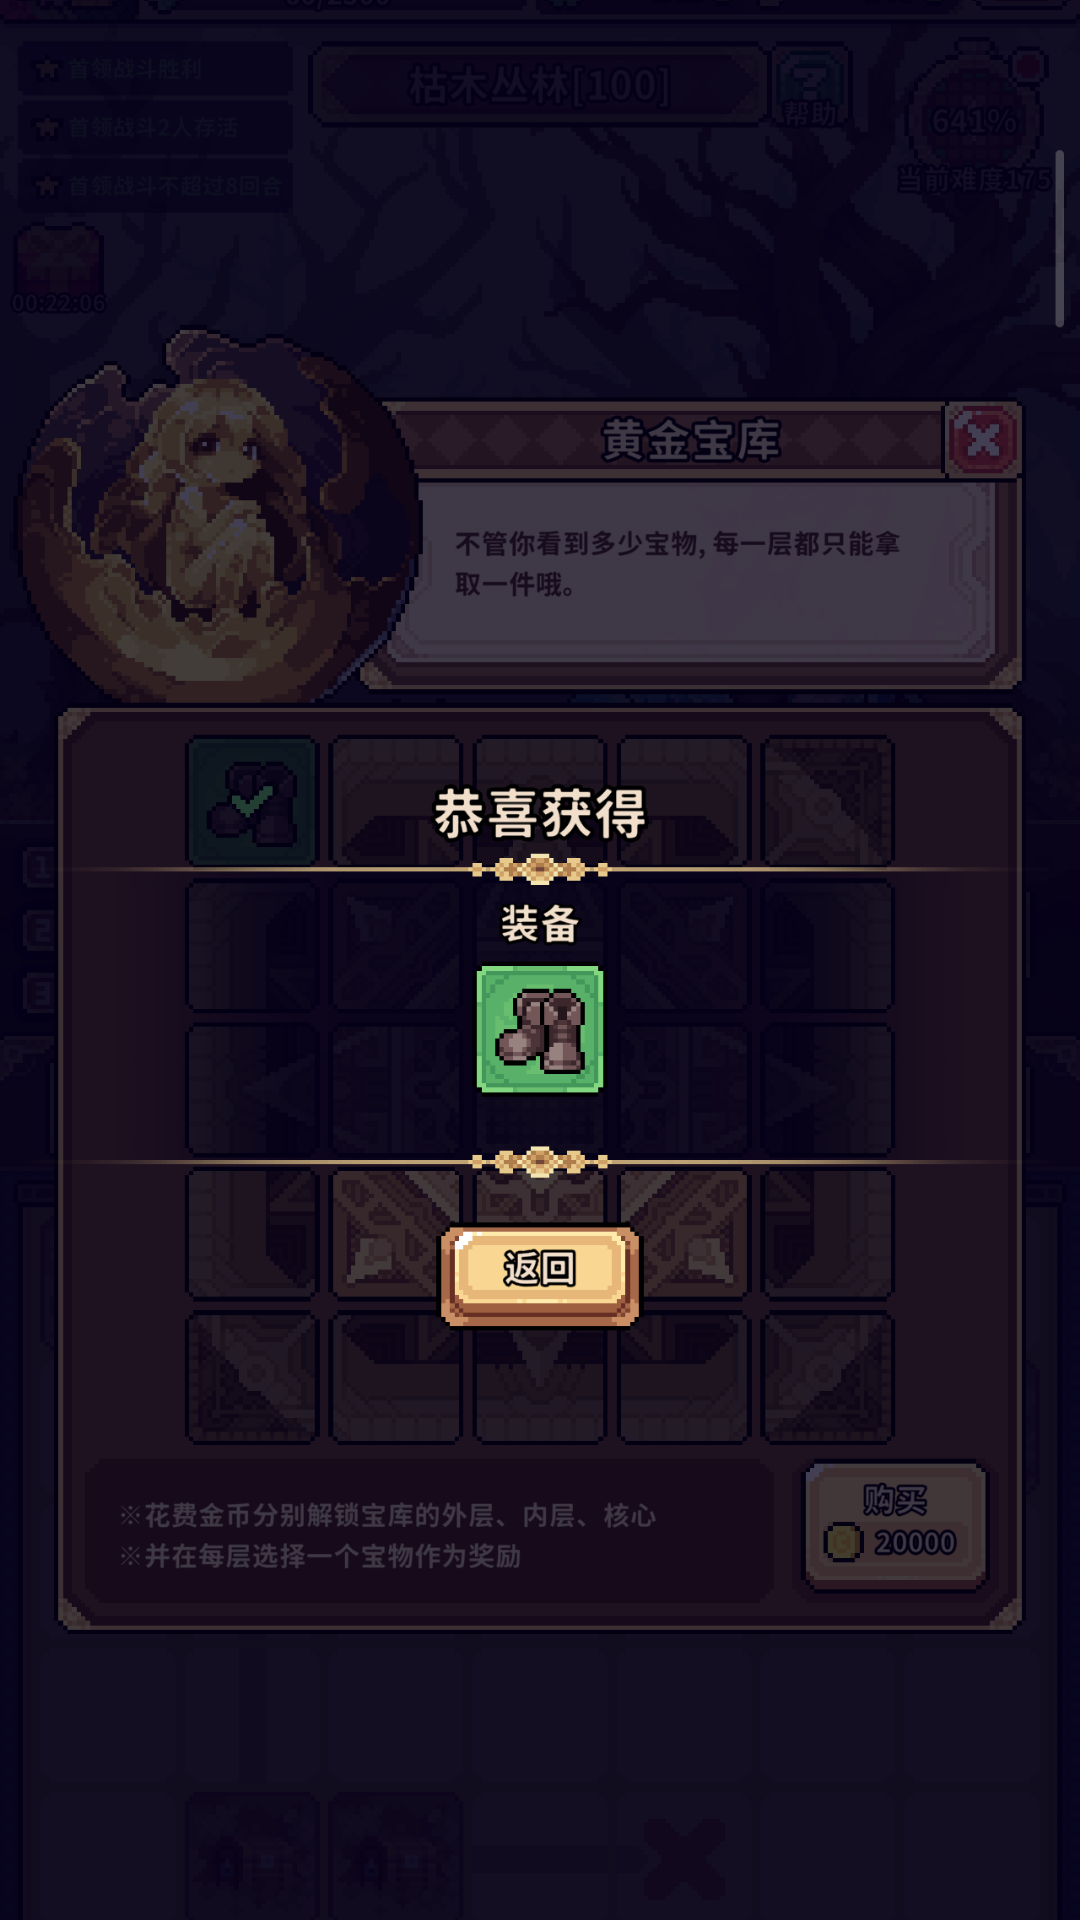 首领战斗胜利
枯木丛林[100]
帮助
641%
首领战斗2人存活
首领战斗不超过8回合
当前难度175
00:22:06
黄金宝库
不管你看到多少宝物,每一层都只能拿
取一件哦。
恭喜获得
1
装备
2
3
返回
购买
※花费金币分别解锁宝库的外层、内层、核心
20000
※并在每层选择一个宝物作为奖励